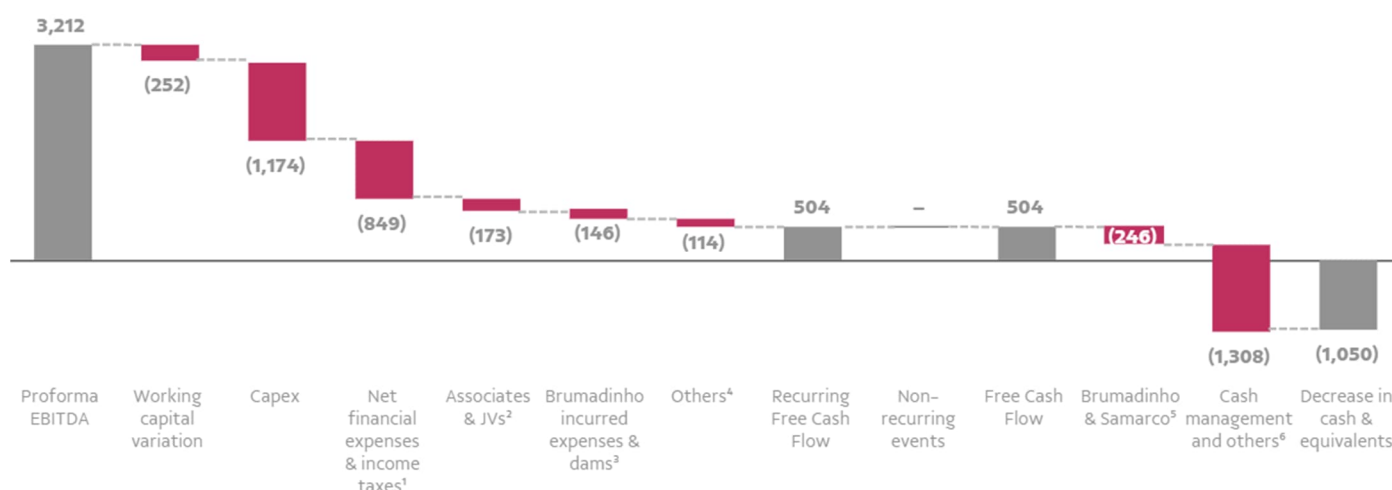 3,212
(252)
(1,174)
(849)
(173)
(146)
(114)
504
–
504
(246)
(1,308)
(1,050)
Proforma
EBITDA
Working
capital
variation
Capex
Net
financial
expenses
& income
taxes¹
Associates
& JVs²
Brumadinho
incurred
expenses &
dams³
Others⁴
Recurring
Free Cash
Flow
Non-
recurring
events
Free Cash
Flow
Brumadinho
& Samarco⁵
Cash
management
and others⁶
Decrease in
cash &
equivalents